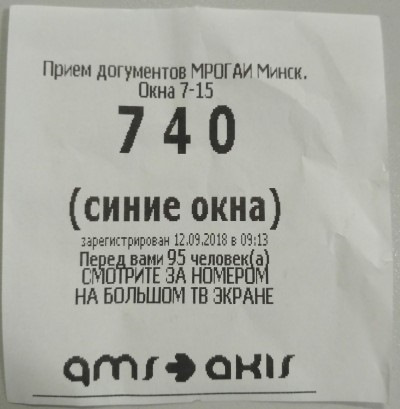 Прием догументов МРОГАИ Минск.
Окна 7-15
740
(синие окна)
зарегистрирован 12.09.2018 в 09:13
Перед вами 95 человек(а)
СМОТРИТЕ ЗА НОМЕРОМ
НА БОЛЬШОМ ТВ ЭКРАНЕ
qms akis